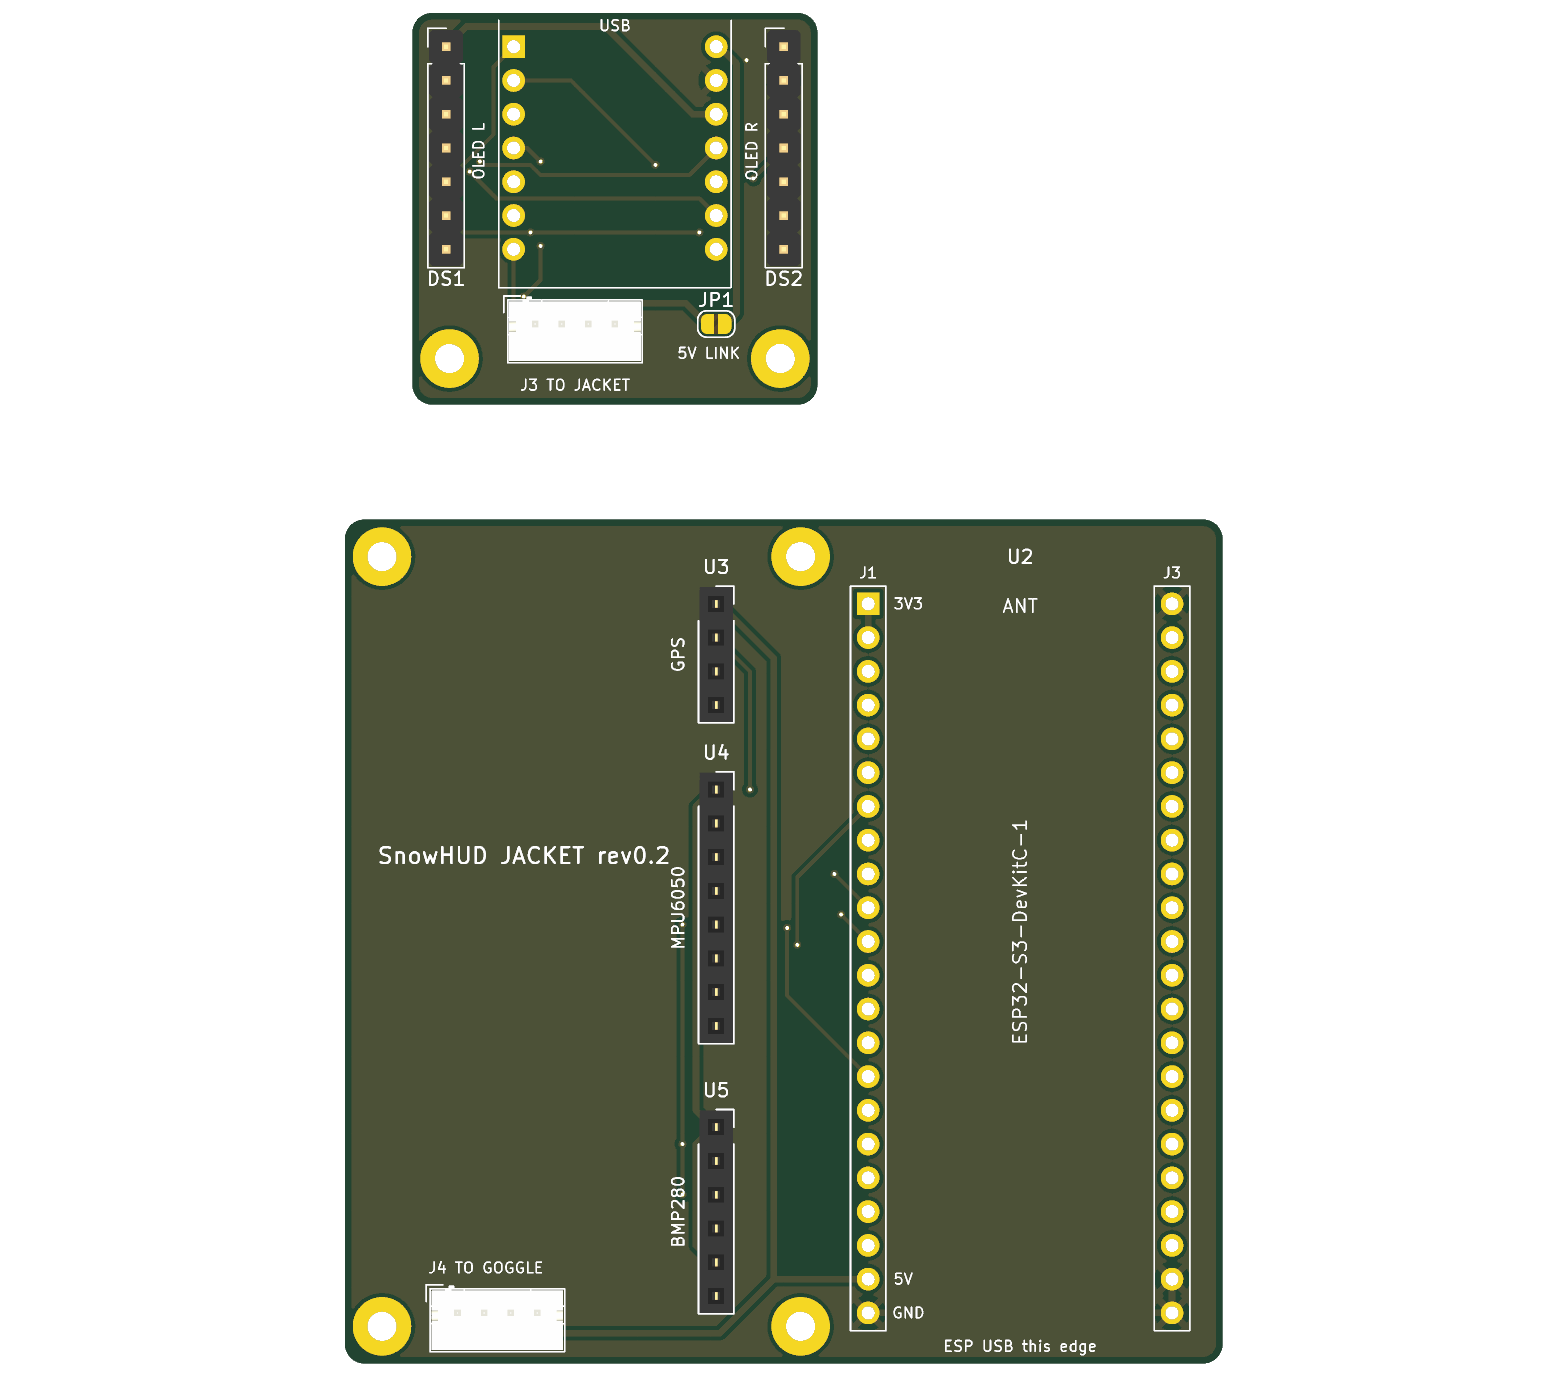 USB
OLED L
OLED R
DS1
DS2
JP1
5V LINK
J3 TO JACKET
U2
U3
J1
J3
3V3
ANT
GPS
U4
SnowHUD JACKET rev0.2
MPU6050
ESP32-S3-DevKitC-1
U5
BMP280
J4 TO GOGGLE
5V
GND
ESP USB this edge